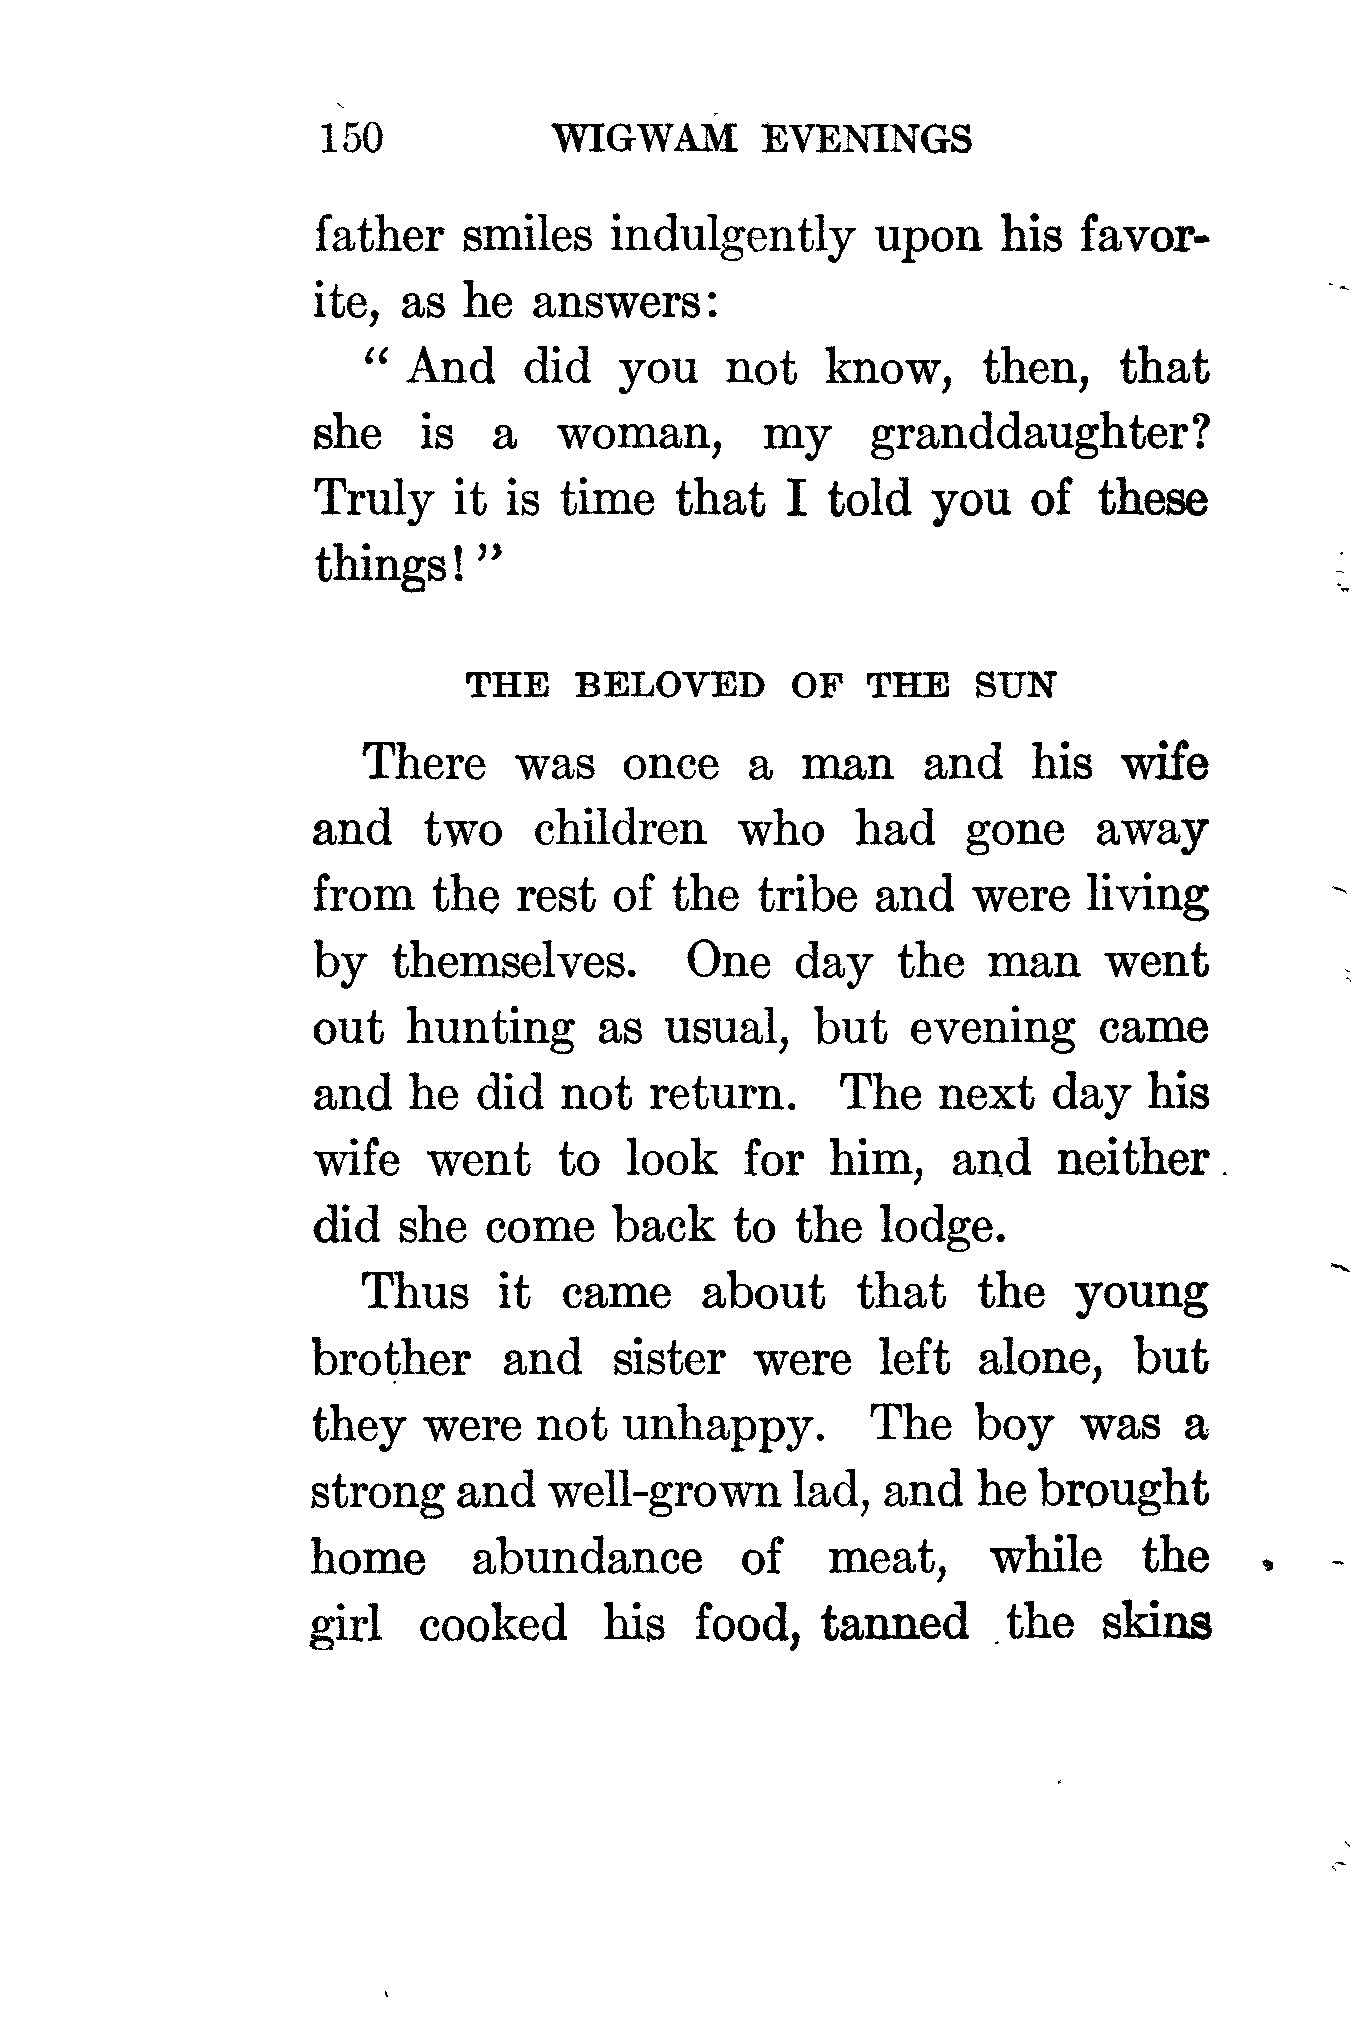 150 WIGWAM EVENINGS
father smiles indulgently upon his favor-
ite, as he answers:
“ And did you not know, then, that
she is a woman, my granddaughter?
Truly it is time that I told you of these
things! ”
THE BELOVED OF THE SUN
There was once a man and his wife
and two children who had gone away
from the rest of the tribe and were living
by themselves. One day the man went
out hunting as usual, but evening came
and he did not return. The next day his
wife went to look for him, and neither
did she come back to the lodge.
Thus it came about that the young
brother and sister were left alone, but
they were not unhappy. The boy was a
strong and well-grown lad, and he brought
home abundance of meat, while the
girl cooked his food, tanned the skins